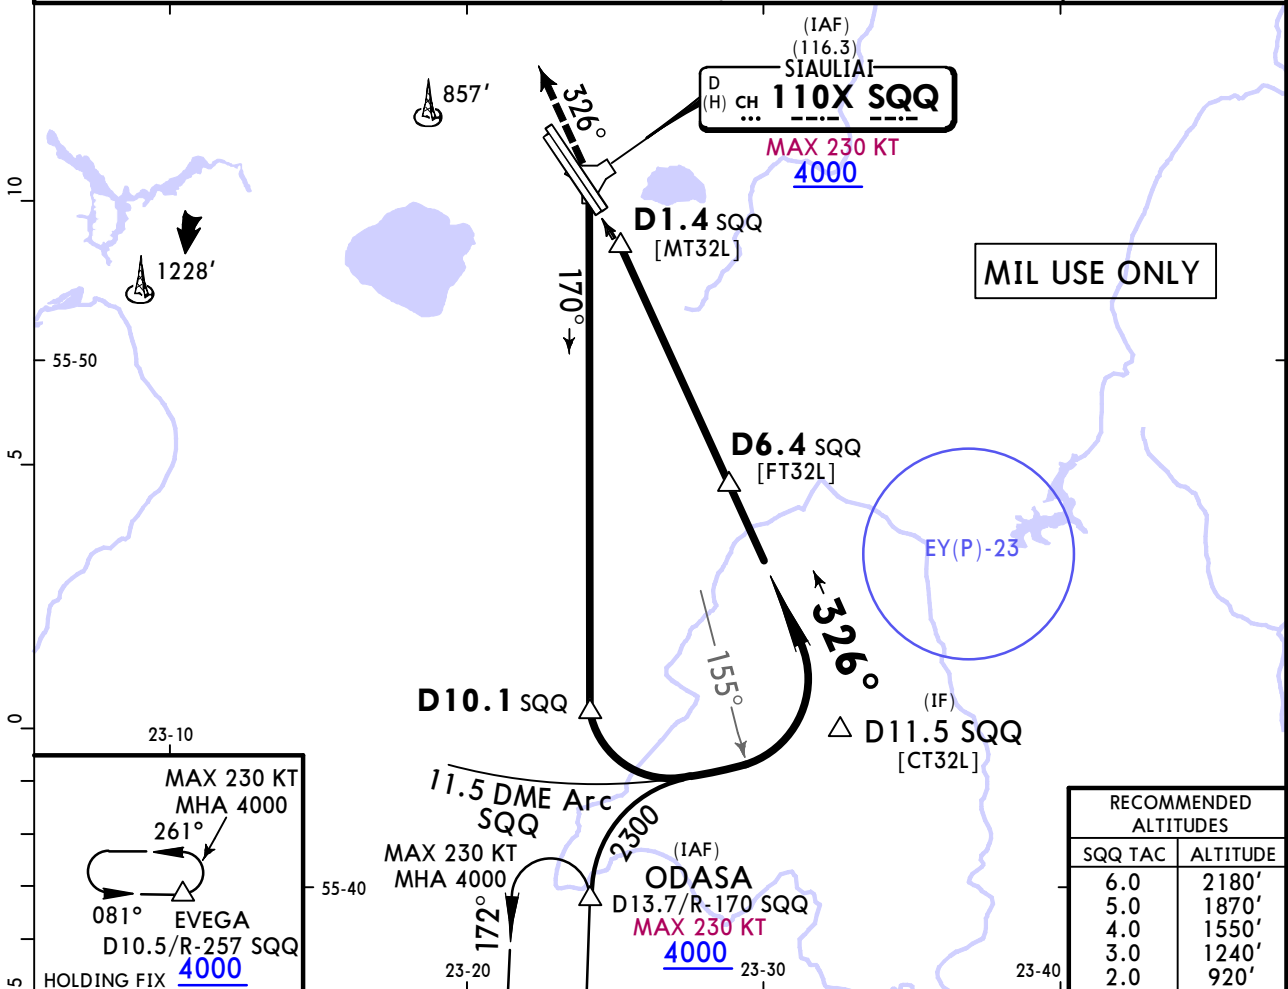 (IAF)
(116.3)
SIAULIAI
D
(H) CH 110X SQQ
MAX 230 KT
4000
857'
326°
10
D1.4 SQQ
[MT32L]
1228'
170°
MIL USE ONLY
55-50
5
D6.4 SQQ
[FT32L]
EY(P)-23
326°
155°
D10.1 SQQ
(IF)
D11.5 SQQ
[CT32L]
0
23-10
11.5 DME Arc
SQQ
2300
MAX 230 KT
MHA 4000
261°
081°
EVEGA
D10.5/R-257 SQQ
HOLDING FIX 4000
MAX 230 KT
MHA 4000
172°
55-40
(IAF)
ODASA
D13.7/R-170 SQQ
MAX 230 KT
4000
5
23-20
23-30
23-40
RECOMMENDED
ALTITUDES
SQQ TAC ALTITUDE
6.0 2180'
5.0 1870'
4.0 1550'
3.0 1240'
2.0 920'